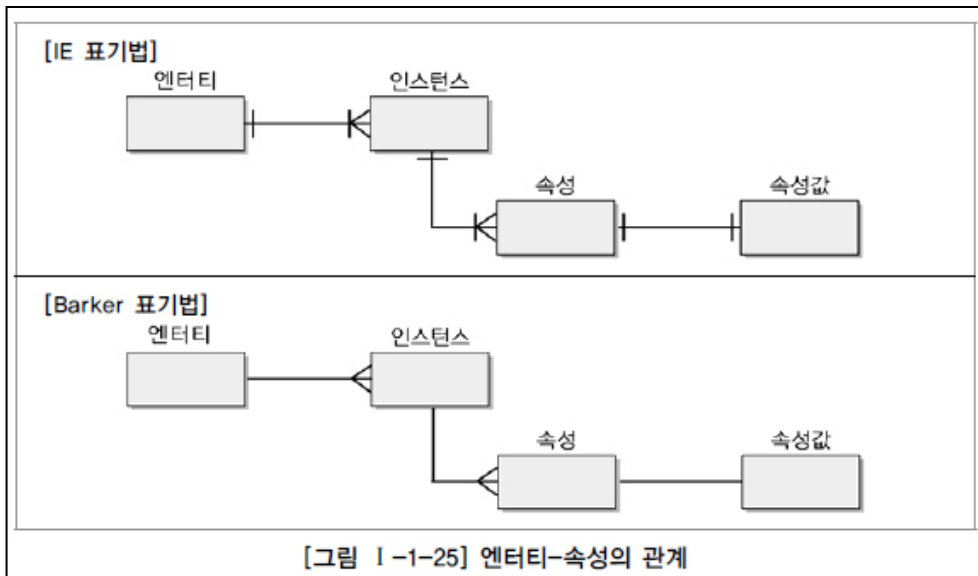 [IE 표기법]
엔터티
인스턴스
속성
속성값
[Barker 표기법]
엔터티
인스턴스
속성
속성값
[그림 Ⅰ-1-25] 엔터티-속성의 관계